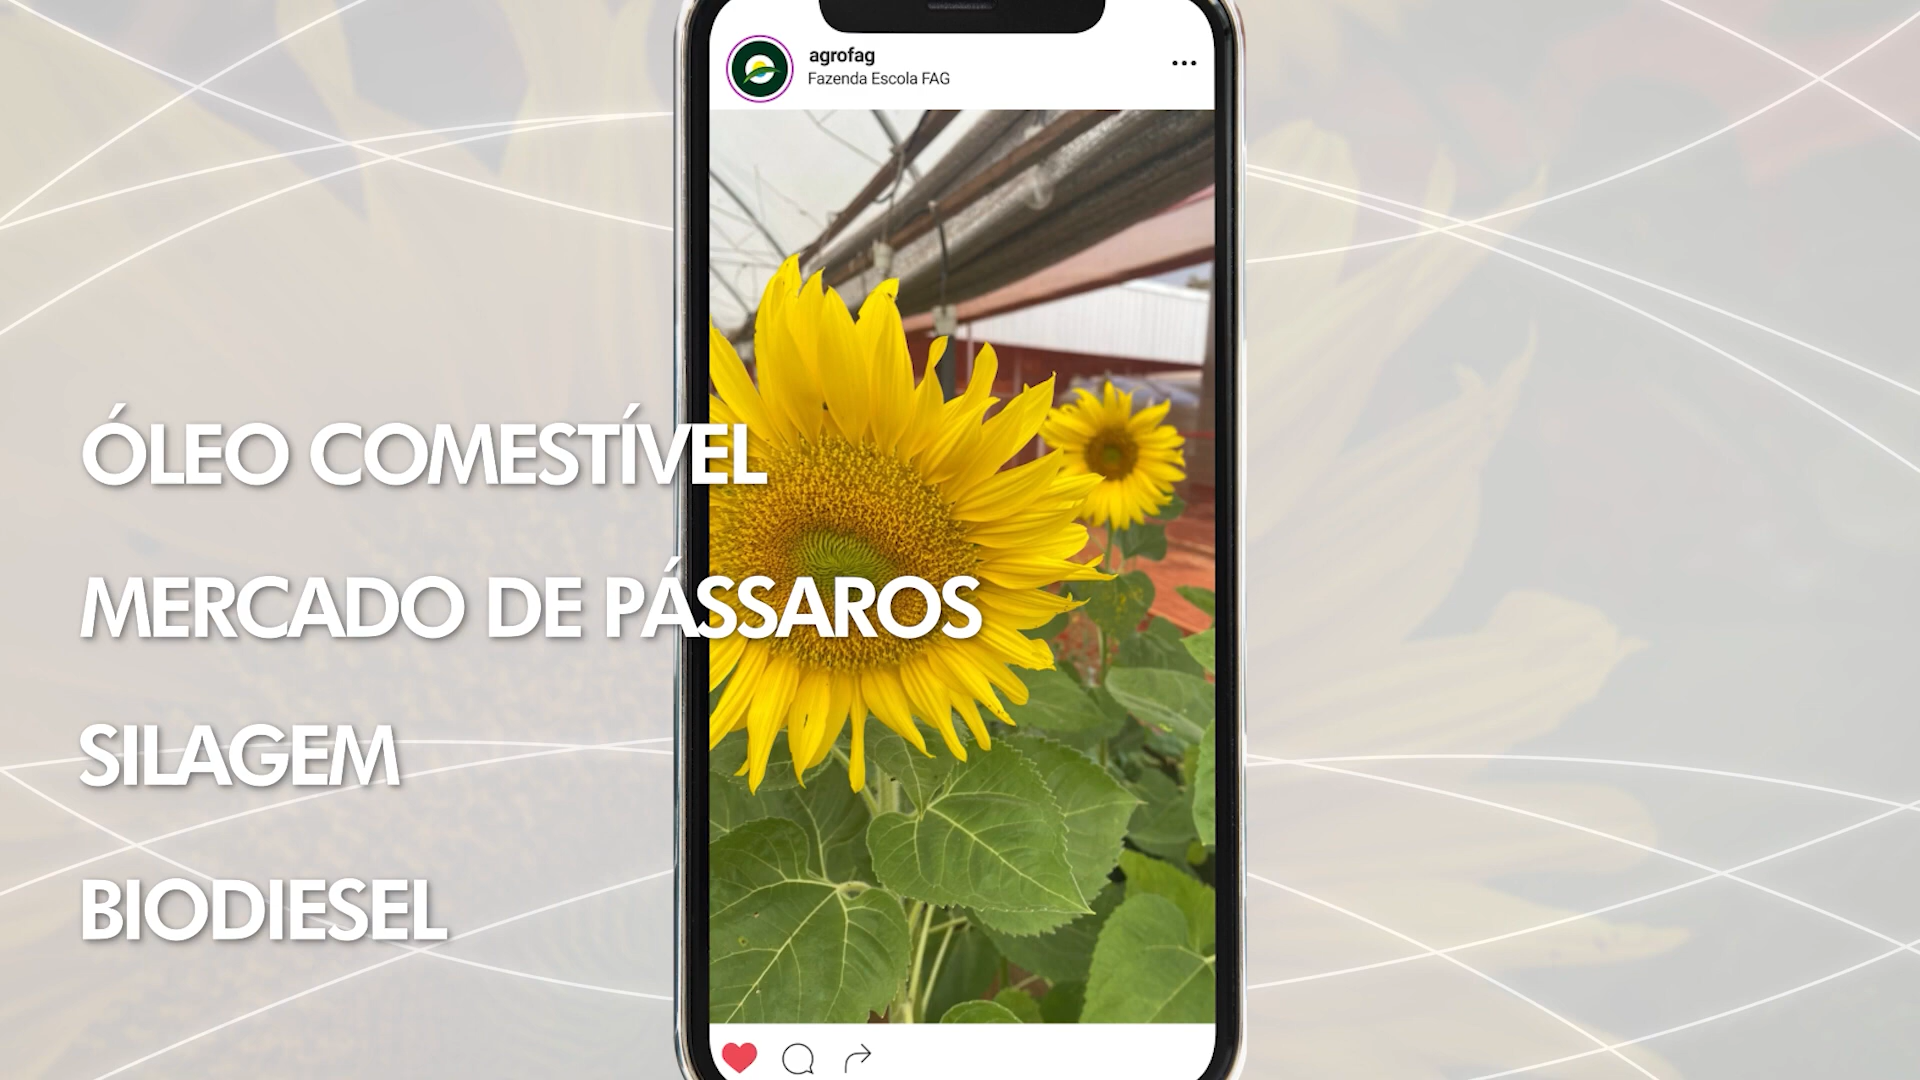 agrofag
Fazenda Escola FAG
ÓLEO COMESTÍVEL
MERCADO DE PÁSSAROS
SILAGEM
BIODIESEL